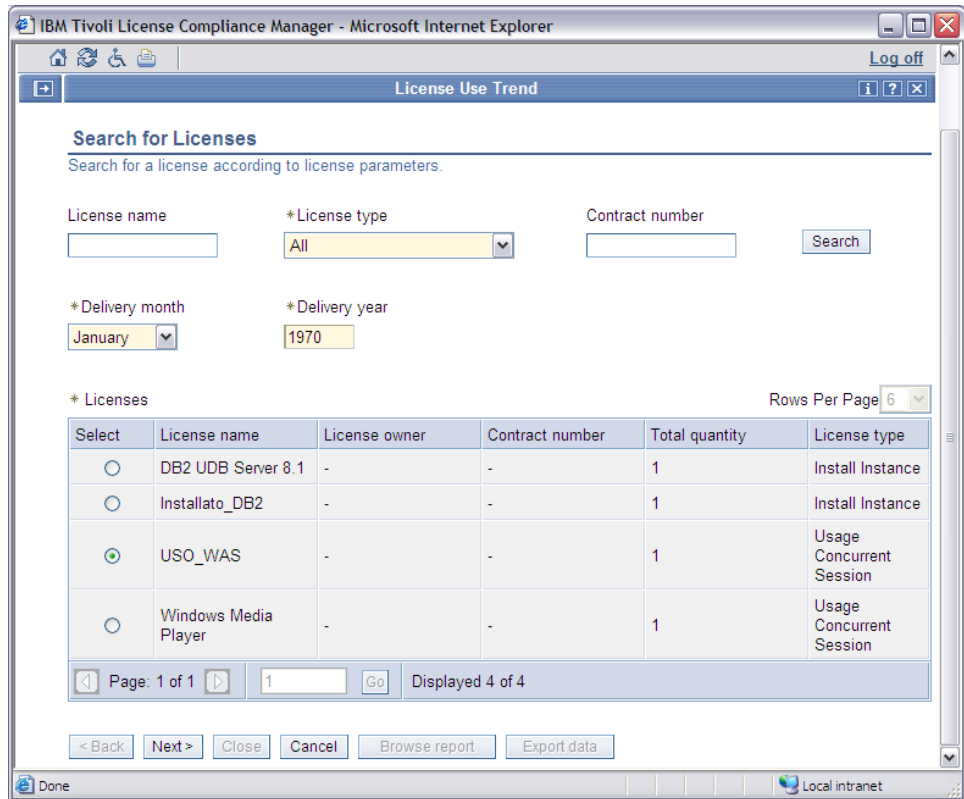 IBM Tivoli License Compliance Manager - Microsoft Internet Explorer
Log off
License Use Trend
i ? ×
Search for Licenses
Search for a license according to license parameters.
License name *License type Contract number
All Search
*Delivery month *Delivery year
January 1970
* Licenses Rows Per Page 6
Select License name License owner Contract number Total quantity License type
DB2 UDB Server 8.1 - - 1 Install Instance
Installato_DB2 - - 1 Install Instance
USO_WAS - - 1 Usage
Concurrent
Session
Windows Media
Player - - 1 Usage
Concurrent
Session
Page: 1 of 1 1 Go Displayed 4 of 4
< Back Next > Close Cancel Browse report Export data
Done Local intranet